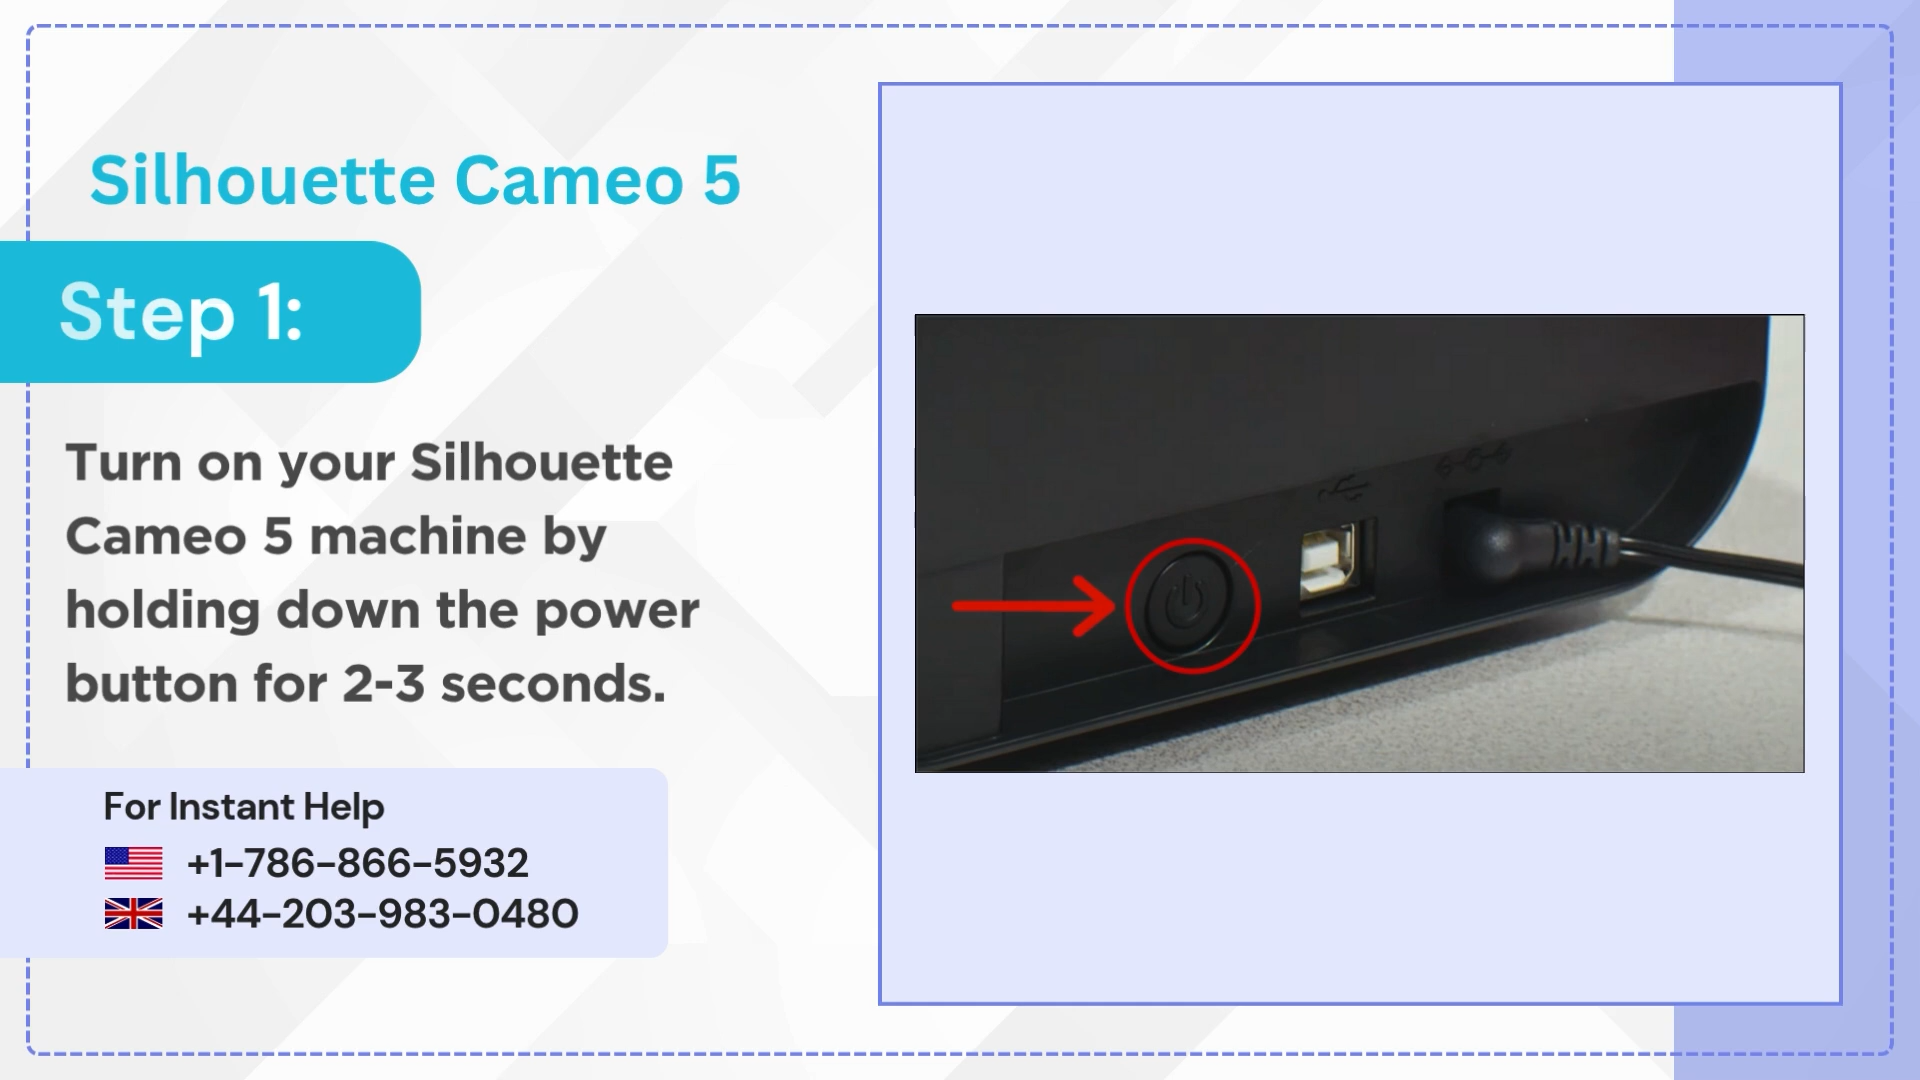 Silhouette Cameo 5
Step 1:
Turn on your Silhouette
Cameo 5 machine by
holding down the power
button for 2-3 seconds.
For Instant Help
+1-786-866-5932
+44-203-983-0480